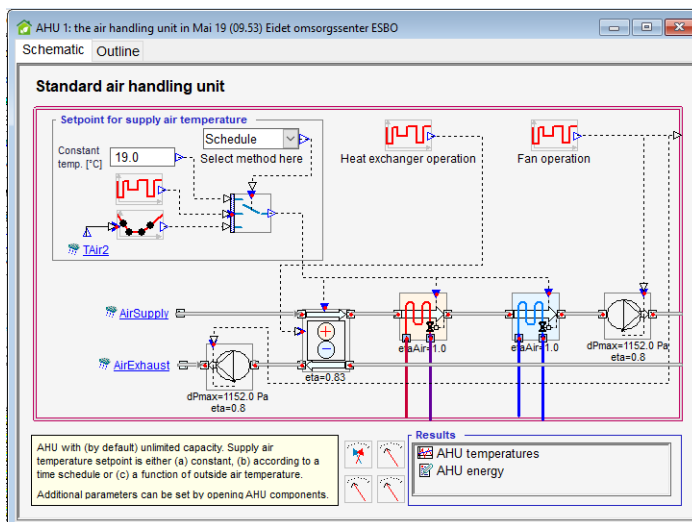 AHU 1: the air handling unit in Mai 19 (09.53) Eidet omsorgssenter ESBO
Schematic Outline
Standard air handling unit
Setpoint for supply air temperature
Schedule
Constant
temp. [°C]
19.0
Select method here
Heat exchanger operation
Fan operation
TAir2
AirSupply
etaAir=1.0
etaAir=1.0
dPmax=1152.0 Pa
eta=0.8
AirExhaust
eta=0.83
dPmax=1152.0 Pa
eta=0.8
AHU with (by default) unlimited capacity. Supply air
temperature setpoint is either (a) constant, (b) according to a
time schedule or (c) a function of outside air temperature.
Additional parameters can be set by opening AHU components.
Results
AHU temperatures
AHU energy